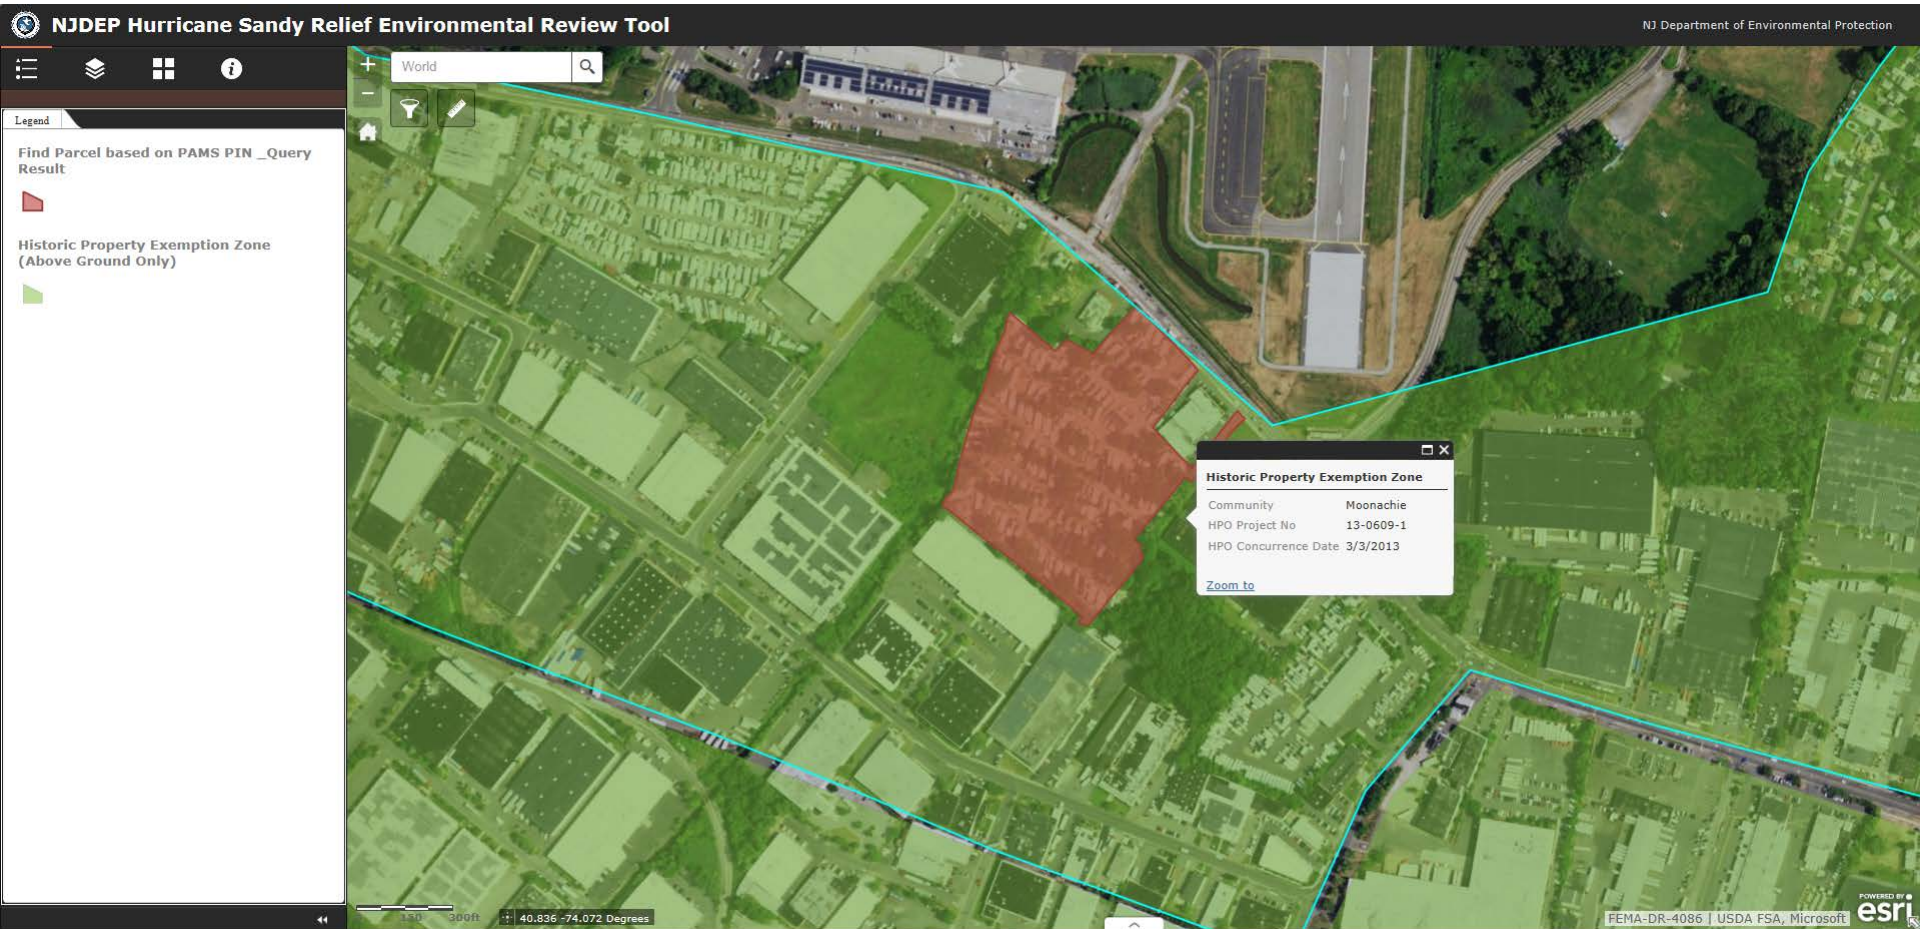 NJDEP Hurricane Sandy Relief Environmental Review Tool
NJ Department of Environmental Protection
World
Legend
Find Parcel based on PAMS PIN _Query
Result
Historic Property Exemption Zone
(Above Ground Only)
Historic Property Exemption Zone
Community Moonachie
HPO Project No 13-0609-1
HPO Concurrence Date 3/3/2013
Zoom to
150 300ft
40.836 -74.072 Degrees
FEMA-DR-4086 | USDA FSA, Microsoft
POWERED BY
esri